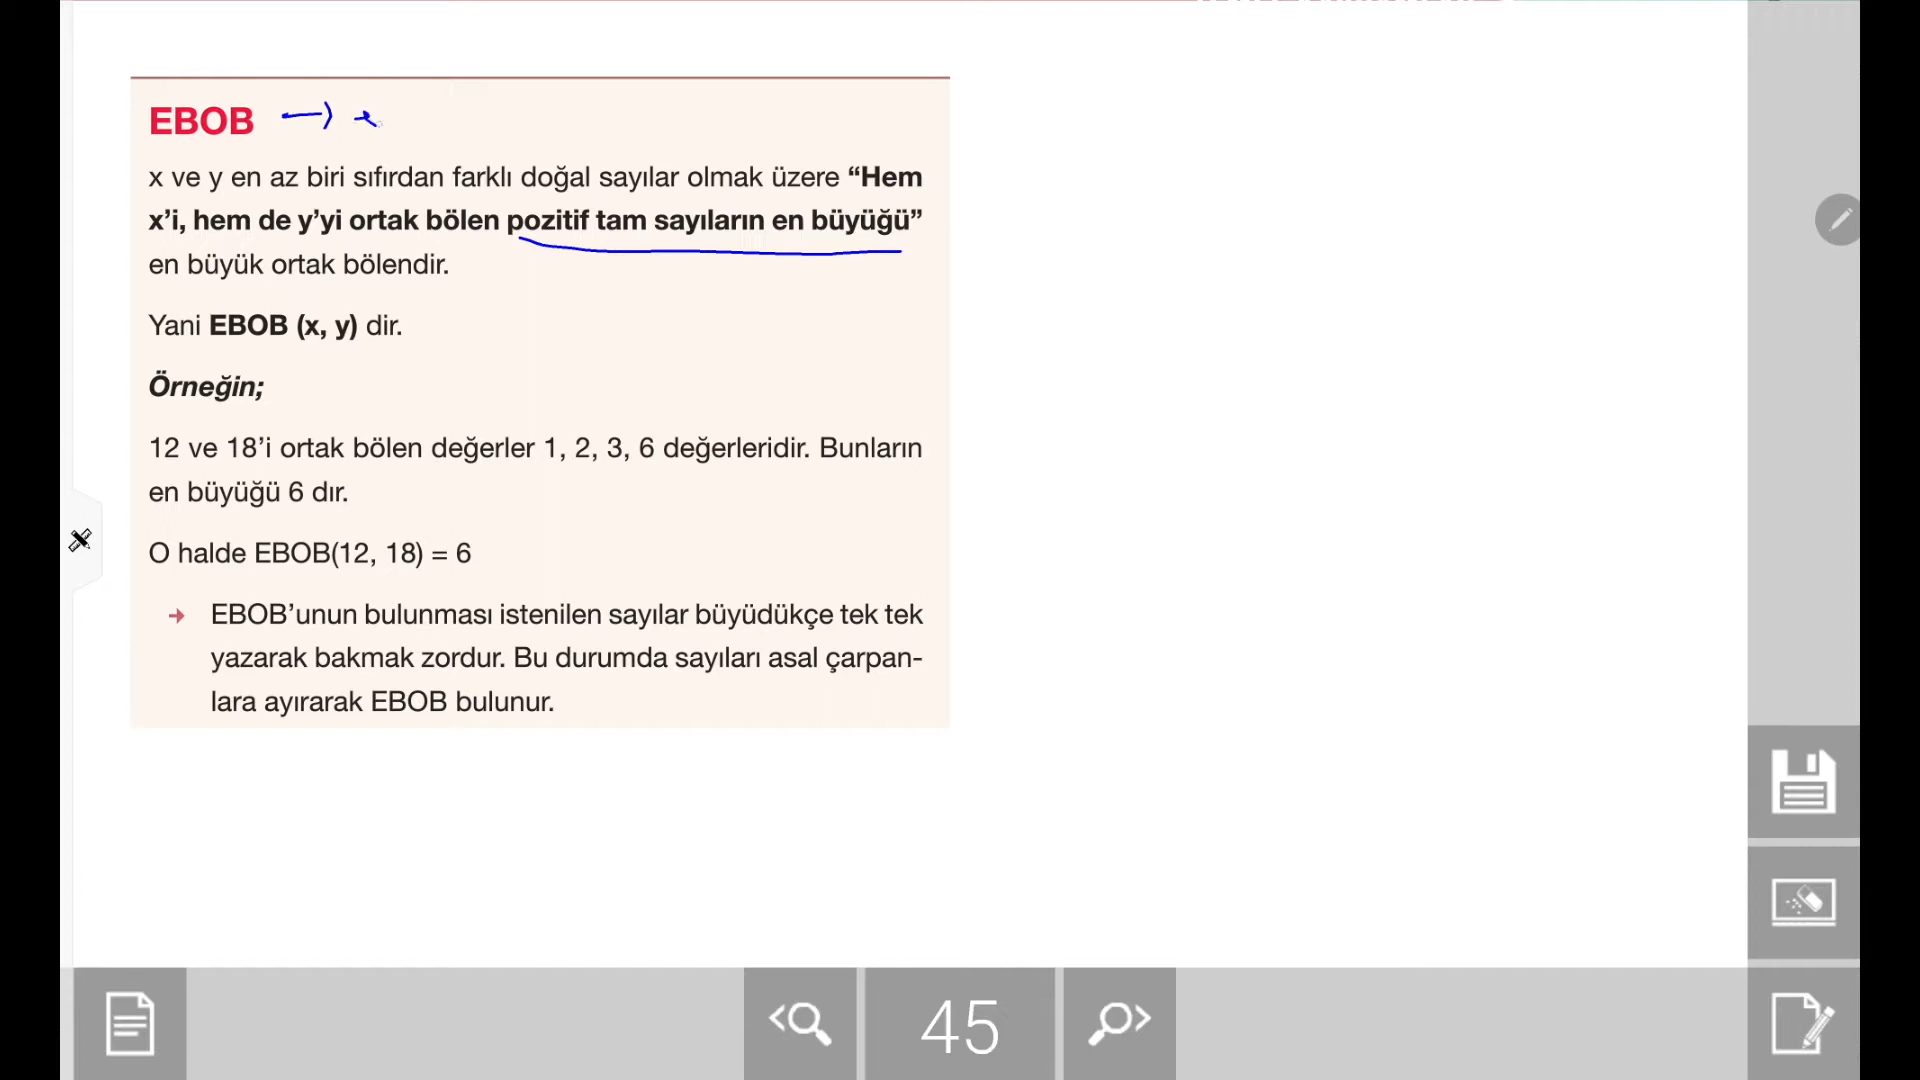 EBOB
x ve y en az biri sıfırdan farklı doğal sayılar olmak üzere “Hem
x’i, hem de y’yi ortak bölen pozitif tam sayıların en büyüğü”
en büyük ortak bölendir.
Yani EBOB (x, y) dir.
Örneğin;
12 ve 18’i ortak bölen değerler 1, 2, 3, 6 değerleridir. Bunların
en büyüğü 6 dır.
O halde EBOB(12, 18) = 6
EBOB’unun bulunması istenilen sayılar büyüdükçe tek tek
yazarak bakmak zordur. Bu durumda sayıları asal çarpan-
lara ayırarak EBOB bulunur.
45